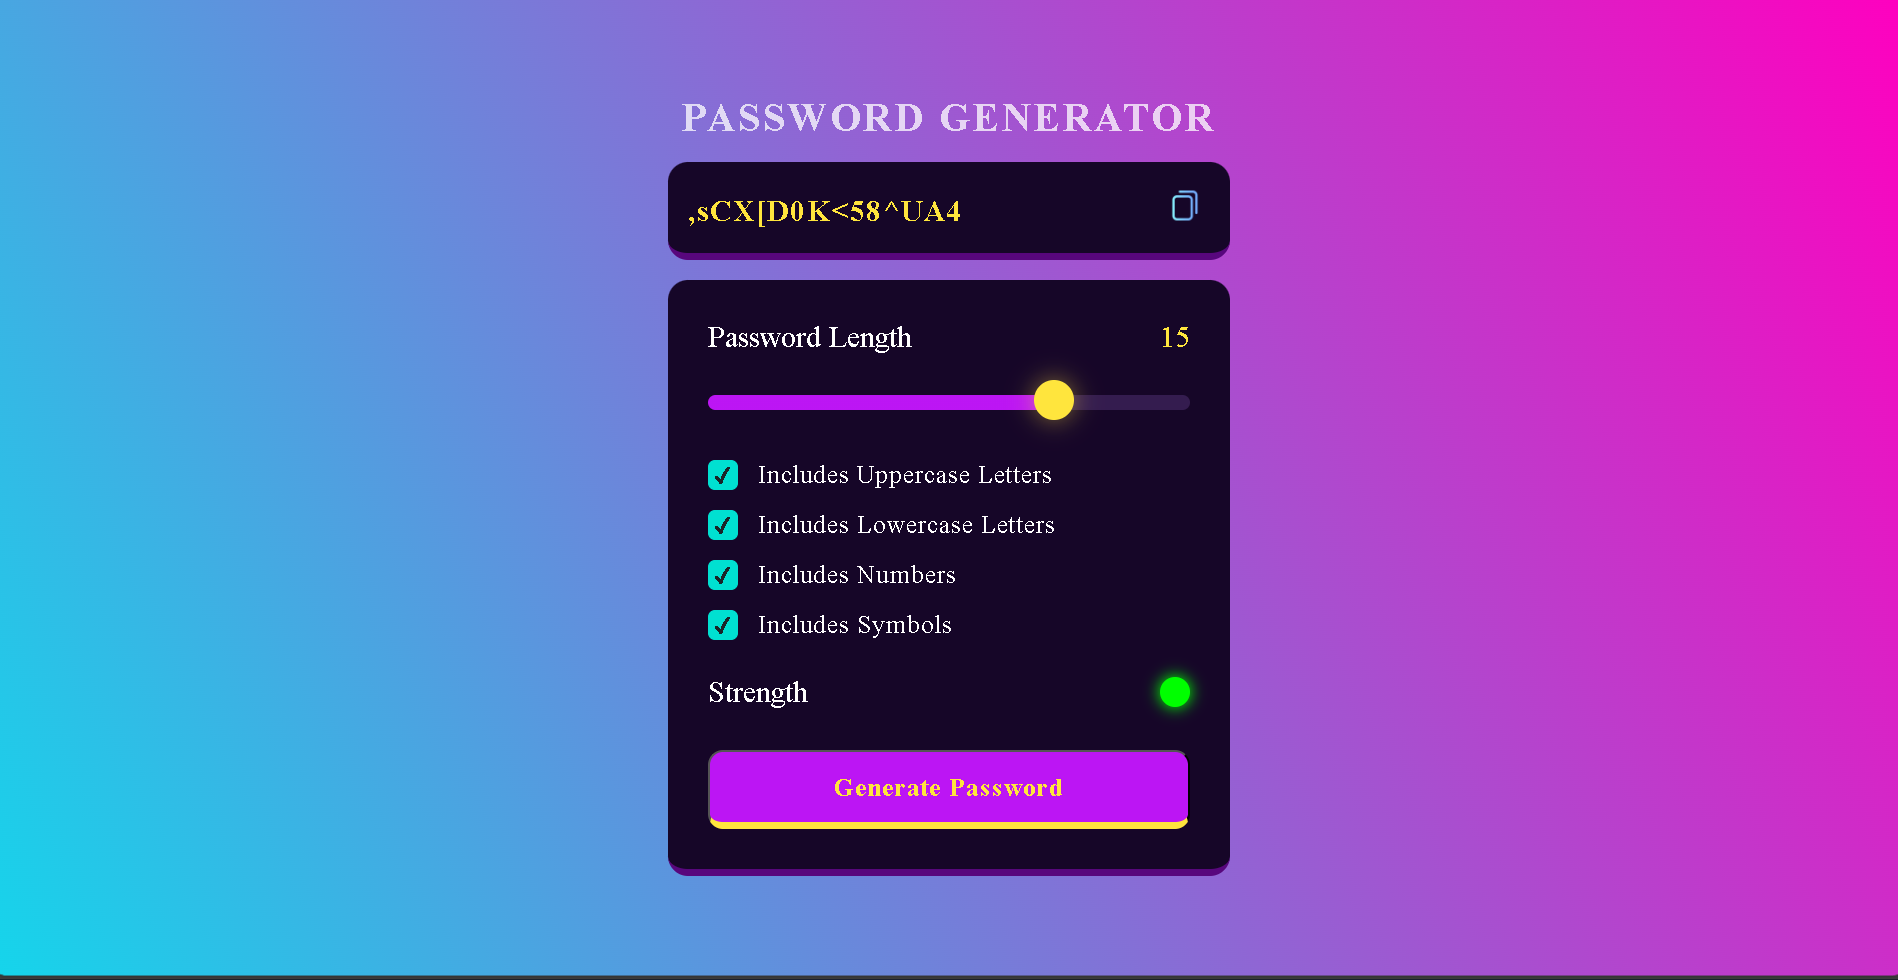 PASSWORD GENERATOR
,sCX[D0K<58^UA4
Password Length 15
Includes Uppercase Letters
Includes Lowercase Letters
Includes Numbers
Includes Symbols
Strength
Generate Password